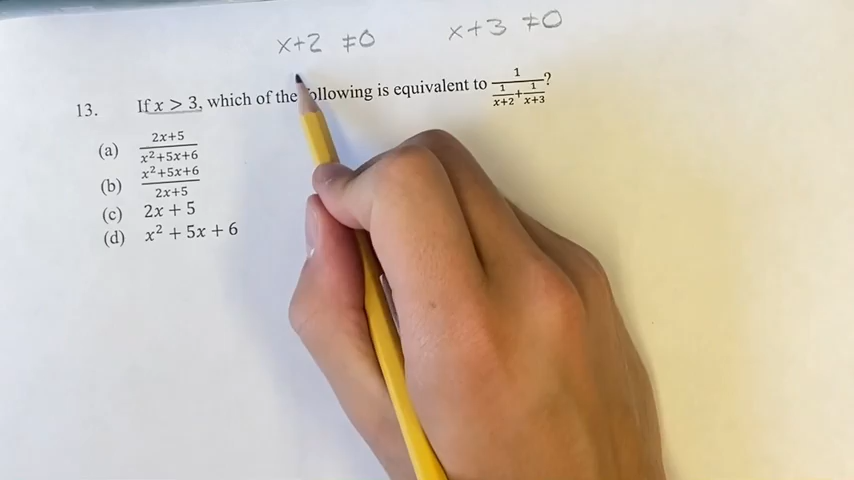 x+2 ≠0 x+3 ≠0
13. If x > 3, which of the following is equivalent to 1/(1/(x+2)+1/(x+3))?
(a) (2x+5)/(x²+5x+6)
(b) (x²+5x+6)/(2x+5)
(c) 2x + 5
(d) x² + 5x + 6